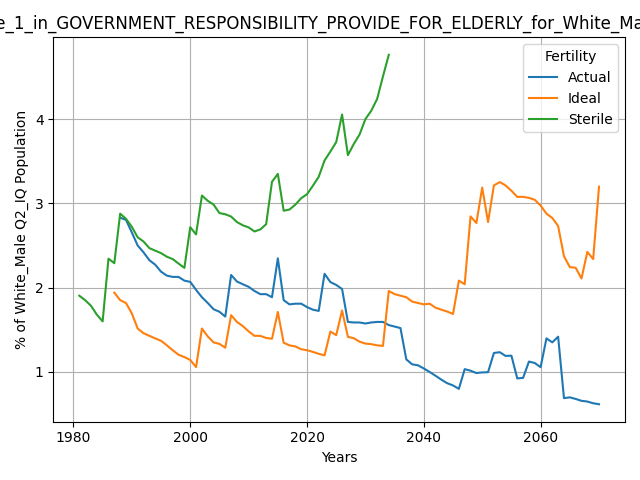 e_1_in_GOVERNMENT_RESPONSIBILITY_PROVIDE_FOR_ELDERLY_for_White_Ma
% of White_Male Q2_IQ Population
4
3
2
1
Fertility
Actual
Ideal
Sterile
1980
2000
2020
2040
2060
Years